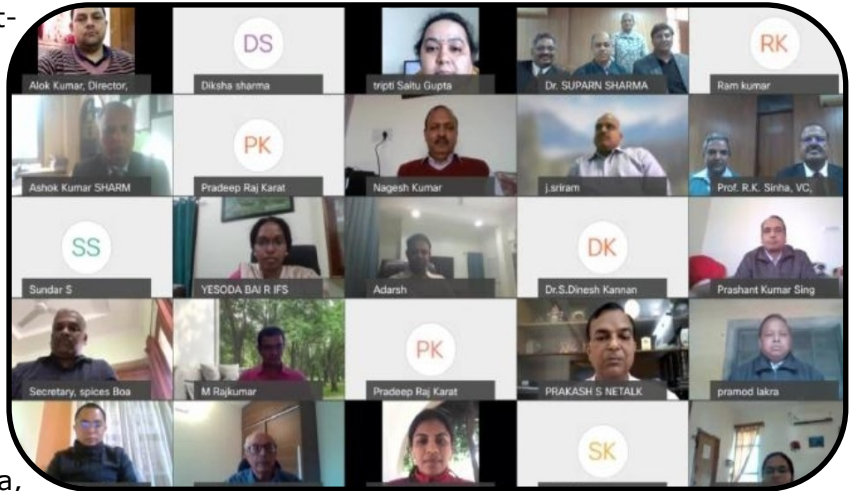 t-
DS
RK
Alok Kumar, Director,
Diksha sharma
tripti Saitu Gupta
Dr. SUPARN SHARMA
Ram kumar
PK
Ashok Kumar SHARM
Pradeep Raj Karat
Nagesh Kumar
j.sriram
Prof. R.K. Sinha, VC,
SS
DK
Sundar S
YESODA BAI R IFS
Adarsh
Dr.S.Dinesh Kannan
Prashant Kumar Sing
PK
Secretary, spices Boa
M Rajkumar
Pradeep Raj Karat
PRAKASH S NETALK
pramod lakra
SK
a,